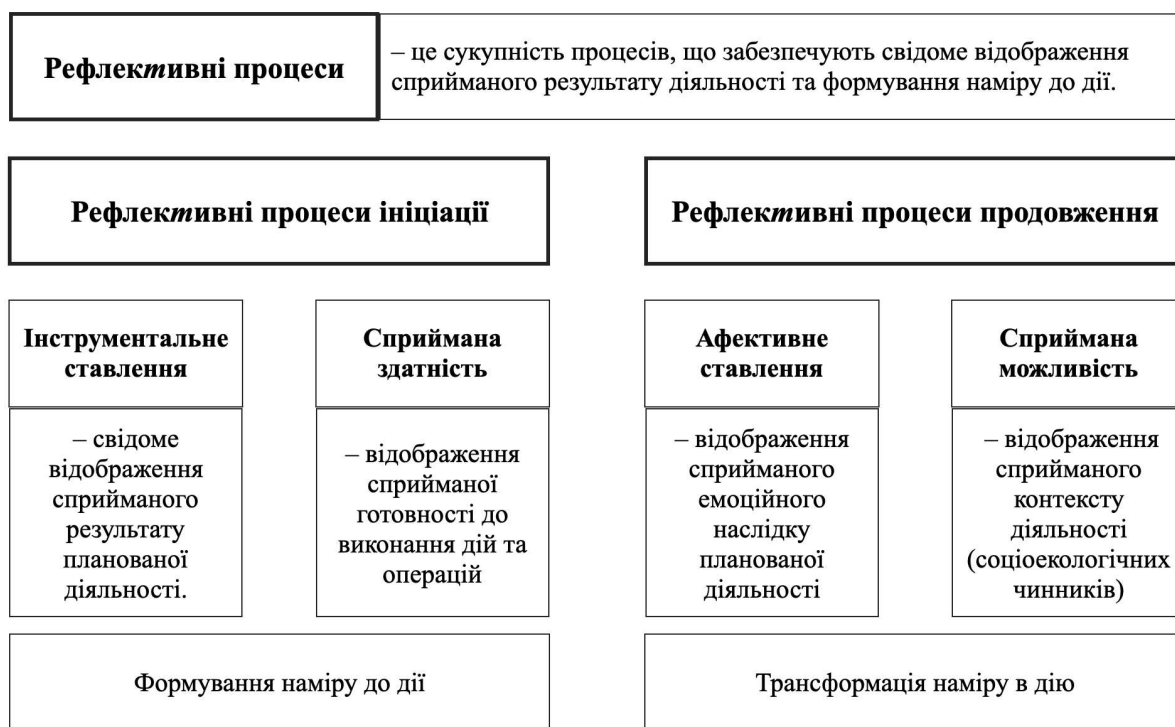 Рефлективні процеси
– це сукупність процесів, що забезпечують свідоме відображення
сприйманого результату діяльності та формування наміру до дії.
Рефлективні процеси ініціації
Рефлективні процеси продовження
Інструментальне
ставлення
– свідоме
відображення
сприйманого
результату
планованої
діяльності.
Сприймана
здатність
– відображення
сприйманої
готовності до
виконання дій та
операцій
Формування наміру до дії
Афективне
ставлення
– відображення
сприйманого
емоційного
наслідку
планованої
діяльності
Сприймана
можливість
– відображення
сприйманого
контексту
діяльності
(соціоекологічних
чинників)
Трансформація наміру в дію